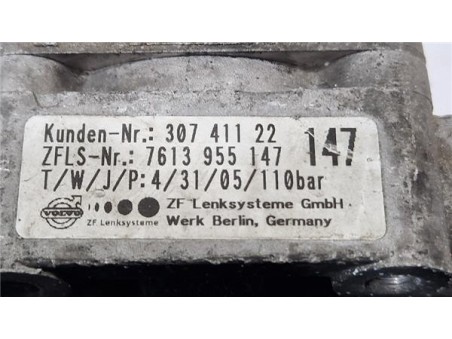 Kunden-Nr.: 307 411 22 147
ZFLS-Nr.: 7613 955 147
T/W/J/P: 4/31/05/110bar
VOLVO ZF Lenksysteme ZF Lenksysteme GmbH
Werk Berlin, Germany